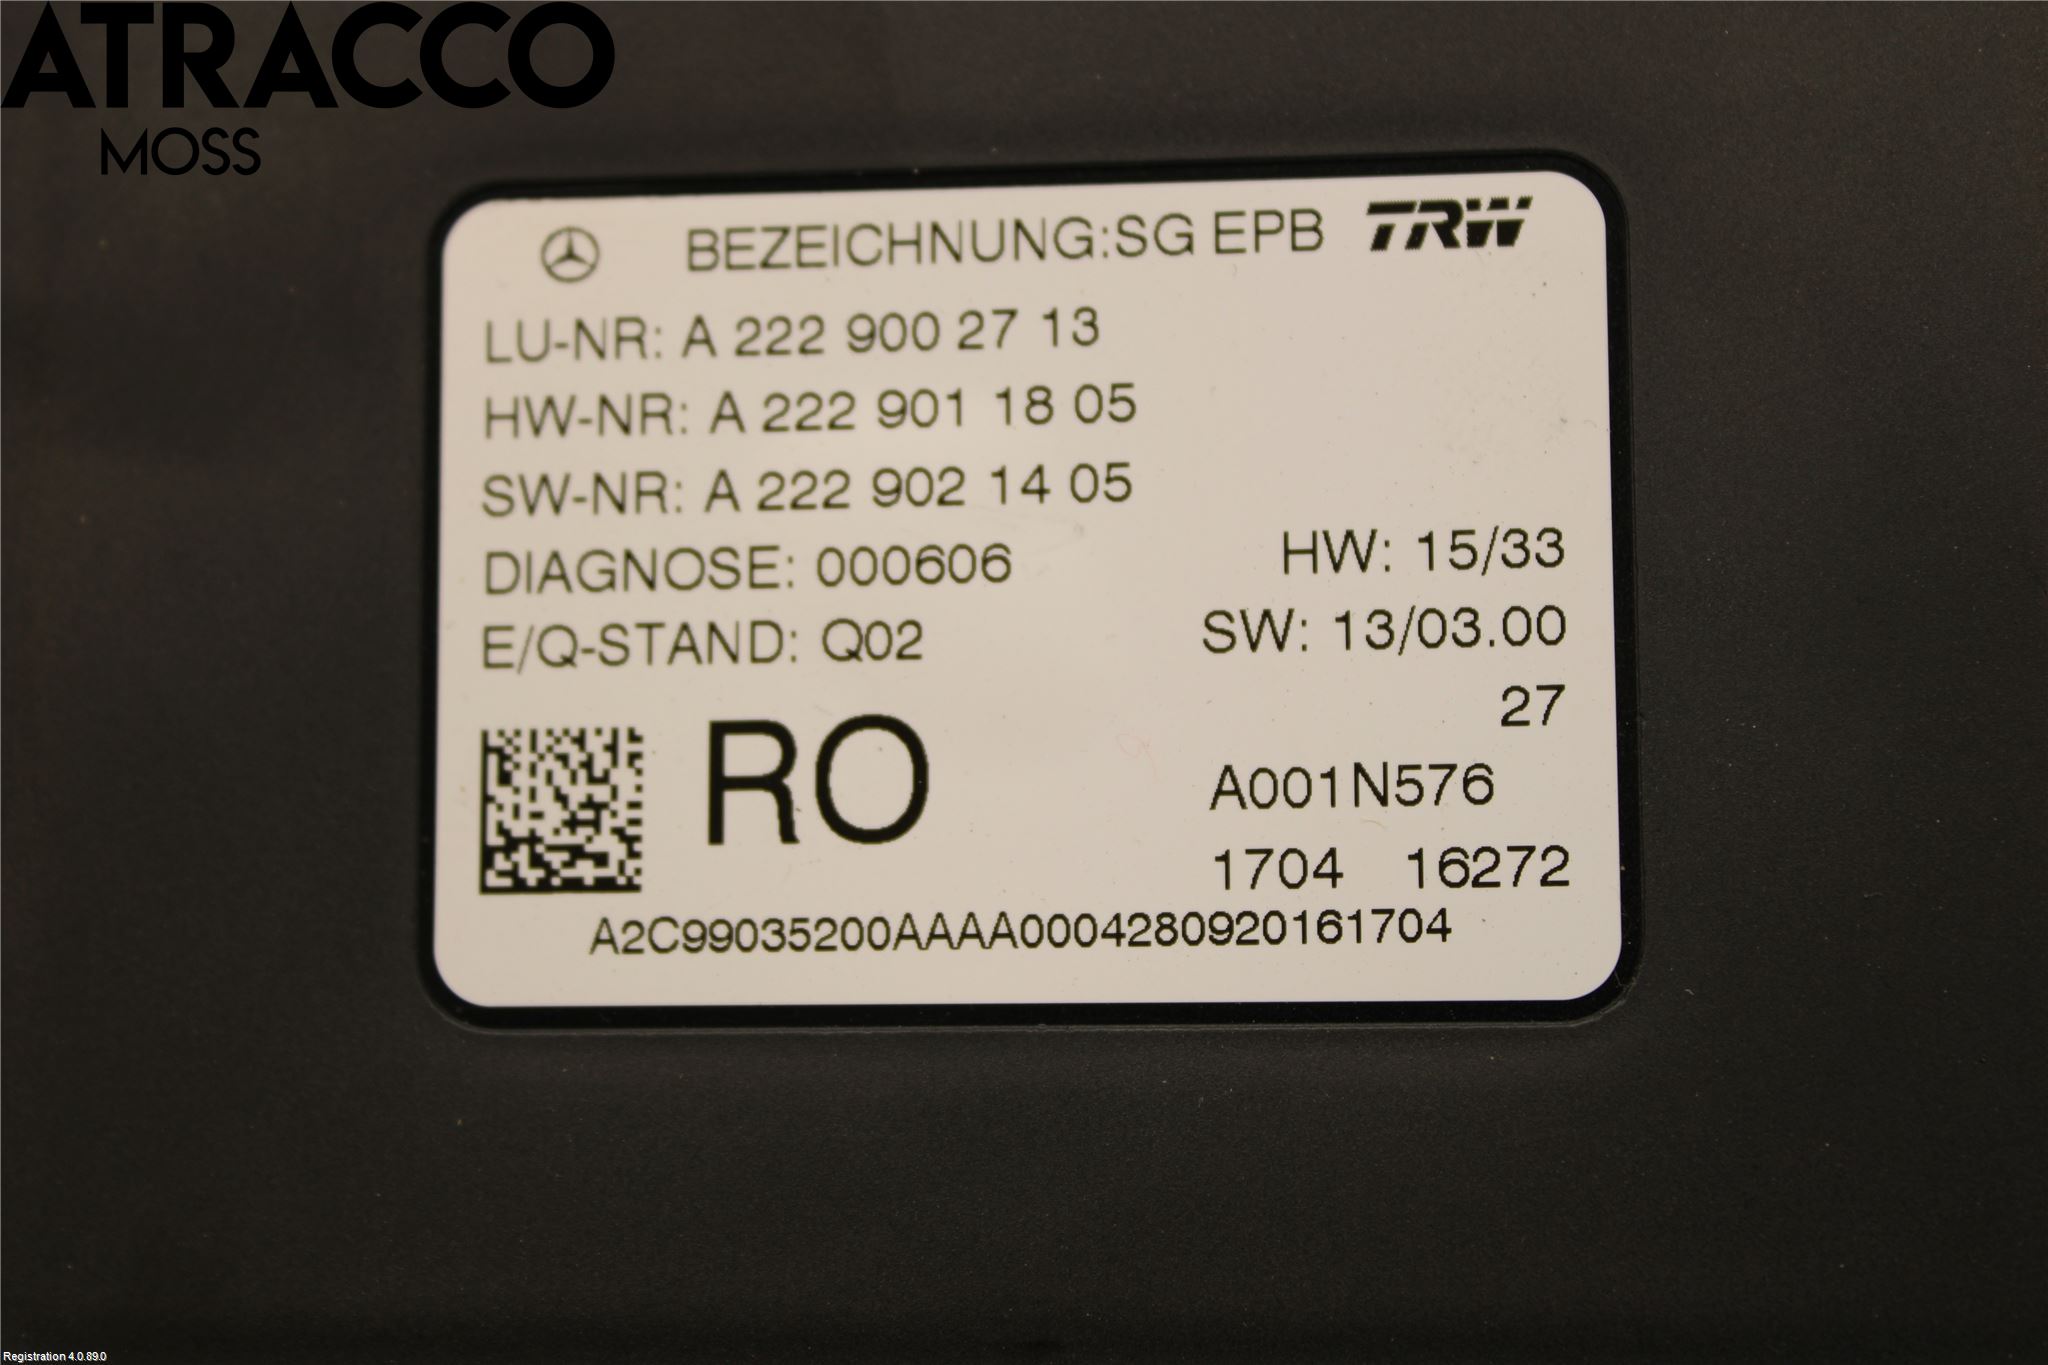 ATRACCO
MOSS
BEZEICHNUNG:SG EPB TRW
LU-NR: A 222 900 27 13
HW-NR: A 222 901 18 05
SW-NR: A 222 902 14 05
DIAGNOSE: 000606 HW: 15/33
E/Q-STAND: Q02 SW: 13/03.00
27
RO A001N576
1704 16272
A2C99035200AAAA0004280920161704
Registration 4.0.89.0